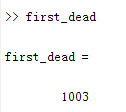 >> first_dead
first_dead =
1003